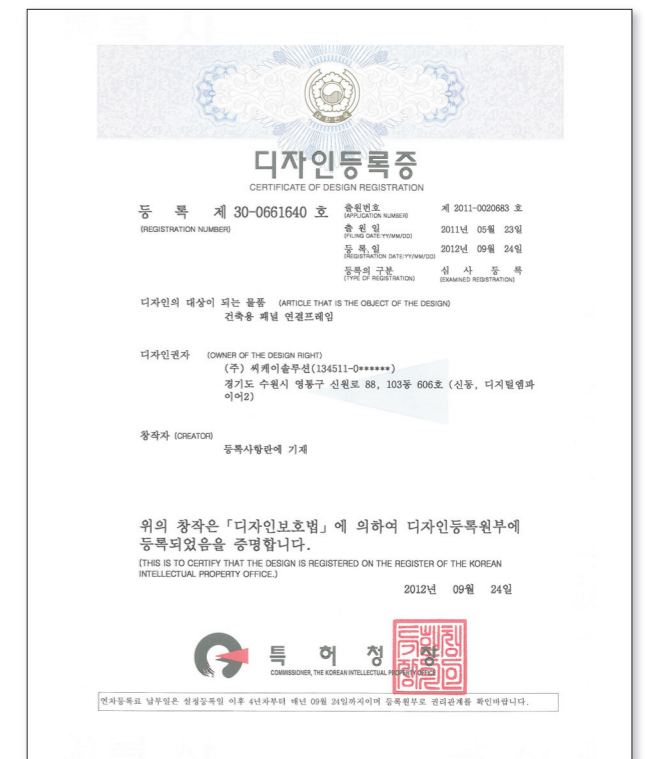 디자인등록증
CERTIFICATE OF DESIGN REGISTRATION
등 록 제 30-0661640 호
(REGISTRATION NUMBER)
출원번호 제 2011-0020683 호
(APPLICATION NUMBER)
출 원 일 2011년 05월 23일
(FILING DATE:YY/MM/DD)
등 록 일 2012년 09월 24일
(REGISTRATION DATE:YY/MM/DD)
등록의 구분 심 사 등 록
(TYPE OF REGISTRATION) (EXAMINED REGISTRATION)
디자인의 대상이 되는 물품 (ARTICLE THAT IS THE OBJECT OF THE DESIGN)
건축용 패널 연결프레임
디자인권자 (OWNER OF THE DESIGN RIGHT)
(주) 씨케이솔루션(134511-0******)
경기도 수원시 영통구 신원로 88, 103동 606호 (신동, 디지털엠파
이어2)
창작자 (CREATOR)
등록사항란에 기재
위의 창작은「디자인보호법」에 의하여 디자인등록원부에
등록되었음을 증명합니다.
(THIS IS TO CERTIFY THAT THE DESIGN IS REGISTERED ON THE REGISTER OF THE KOREAN
INTELLECTUAL PROPERTY OFFICE.)
2012년 09월 24일
특 허 청 장
COMMISSIONER, THE KOREAN INTELLECTUAL PROPERTY OFFICE
연차등록료 납부일은 설정등록일 이후 4년차부터 매년 09월 24일까지이며 등록원부로 권리관계를 확인바랍니다.